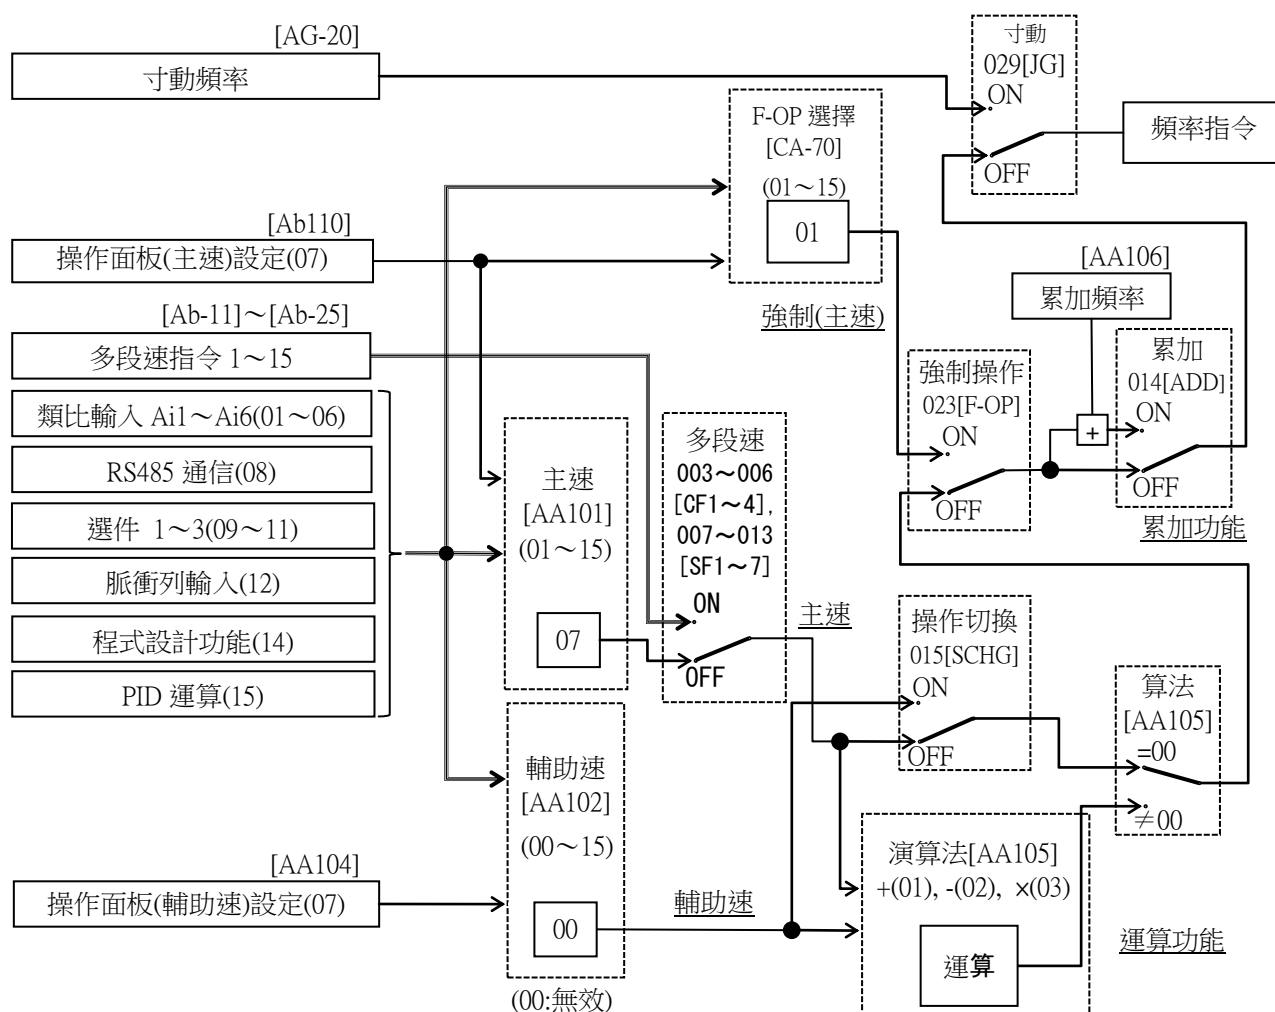 [AG-20]
寸動頻率
寸動
029[JG]
ON
OFF
頻率指令
F-OP 選擇
[CA-70]
(01～15)
01
強制(主速)
[Ab110]
操作面板(主速)設定(07)
[Ab-11]～[Ab-25]
多段速指令 1～15
類比輸入 Ai1～Ai6(01～06)
RS485 通信(08)
選件 1～3(09～11)
脈衝列輸入(12)
程式設計功能(14)
PID 運算(15)
[AA106]
累加頻率
累加
014[ADD]
ON
+
OFF
累加功能
強制操作
023[F-OP]
ON
OFF
主速
[AA101]
(01～15)
07
多段速
003～006
[CF1～4],
007～013
[SF1～7]
ON
OFF
主速
操作切換
015[SCHG]
ON
OFF
算法
[AA105]
=00
≠00
輔助速
[AA102]
(00～15)
00
(00:無效)
[AA104]
操作面板(輔助速)設定(07)
輔助速
演算法[AA105]
+(01), -(02), ×(03)
運算
運算功能